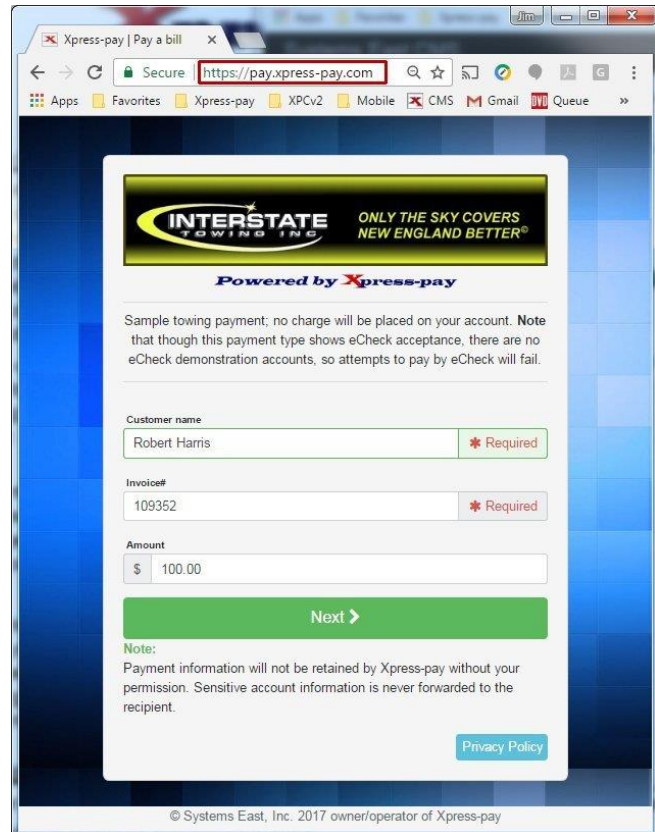 Jim
Xpress-pay | Pay a bill
Secure https://pay.xpress-pay.com
Apps Favorites Xpress-pay XPCv2 Mobile CMS Gmail DVD Queue »
INTERSTATE
TOWING INC
ONLY THE SKY COVERS
NEW ENGLAND BETTER©
Powered by Xpress-pay
Sample towing payment; no charge will be placed on your account. Note
that though this payment type shows eCheck acceptance, there are no
eCheck demonstration accounts, so attempts to pay by eCheck will fail.
Customer name
Robert Harris ✱ Required
Invoice#
109352 ✱ Required
Amount
$ 100.00
Next
Note:
Payment information will not be retained by Xpress-pay without your
permission. Sensitive account information is never forwarded to the
recipient.
Privacy Policy
© Systems East, Inc. 2017 owner/operator of Xpress-pay